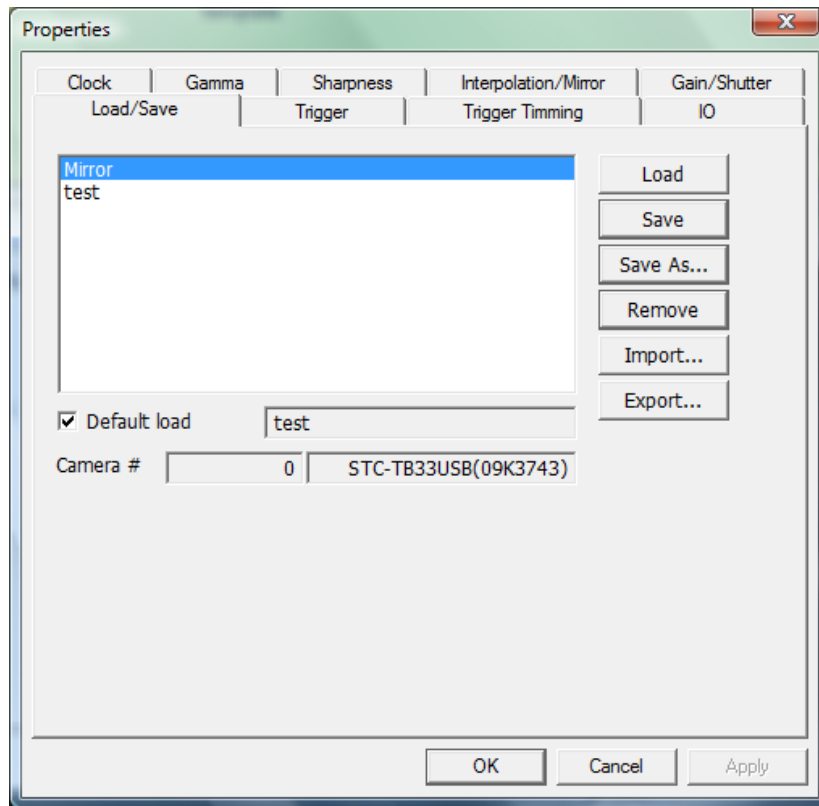 Properties
Clock Gamma Sharpness Interpolation/Mirror Gain/Shutter
Load/Save Trigger Trigger Timming IO
Mirror
test
Load
Save
Save As...
Remove
Import...
Export...
Default load test
Camera # 0 STC-TB33USB(09K3743)
OK Cancel Apply